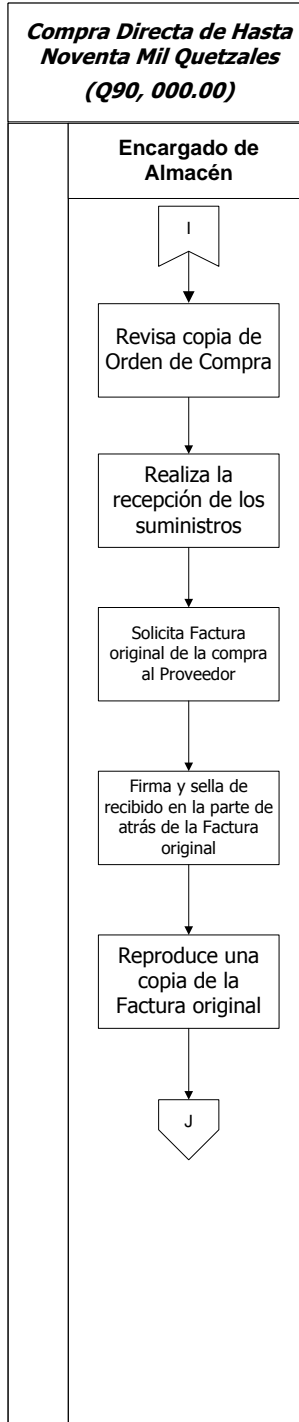 Compra Directa de Hasta
Noventa Mil Quetzales
(Q90, 000.00)
Encargado de
Almacén
I
Revisa copia de
Orden de Compra
Realiza la
recepción de los
suministros
Solicita Factura
original de la compra
al Proveedor
Firma y sella de
recibido en la parte de
atrás de la Factura
original
Reproduce una
copia de la
Factura original
J